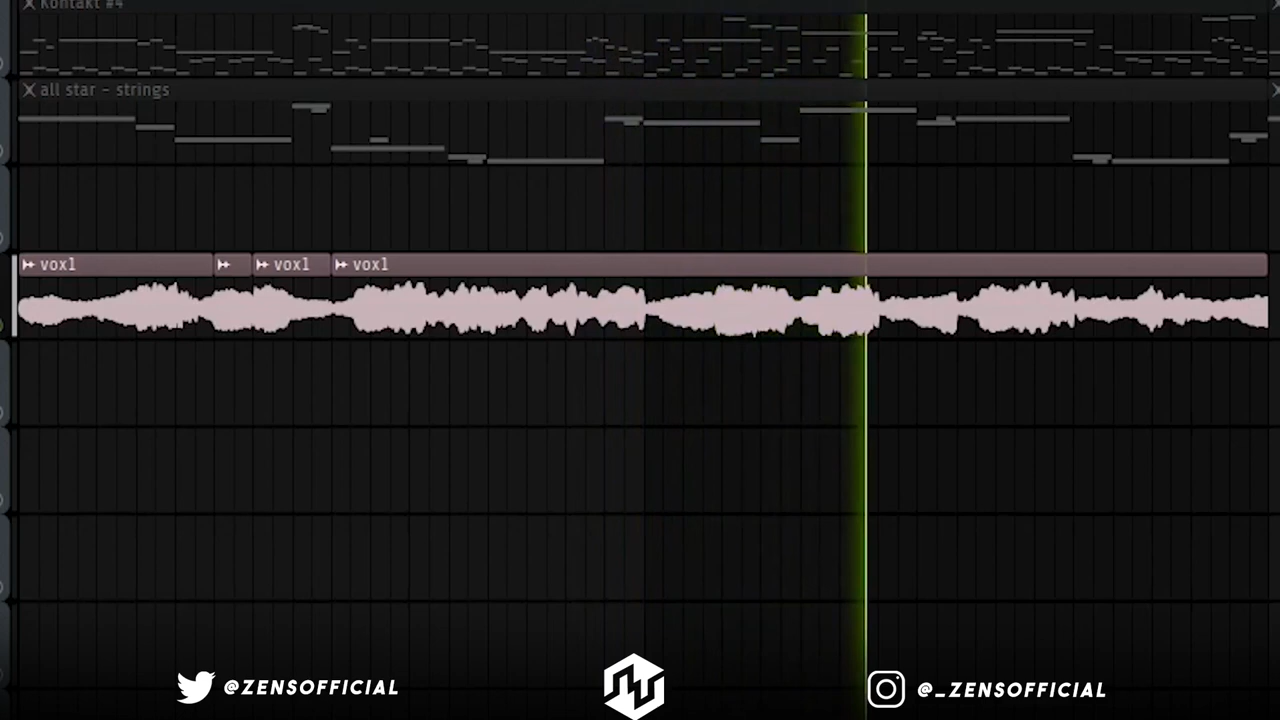 Kontakt #4
all star - strings
vox1
vox1
vox1
@ZENSOFFICIAL
@_ZENSOFFICIAL